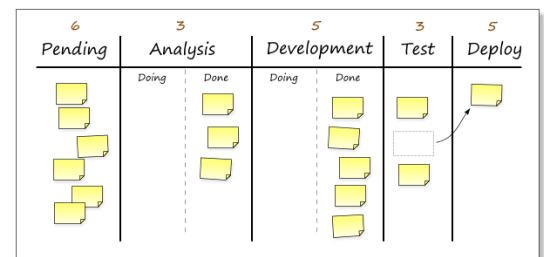 6 3 5 3 5
Pending Analysis Development Test Deploy
Doing Done Doing Done